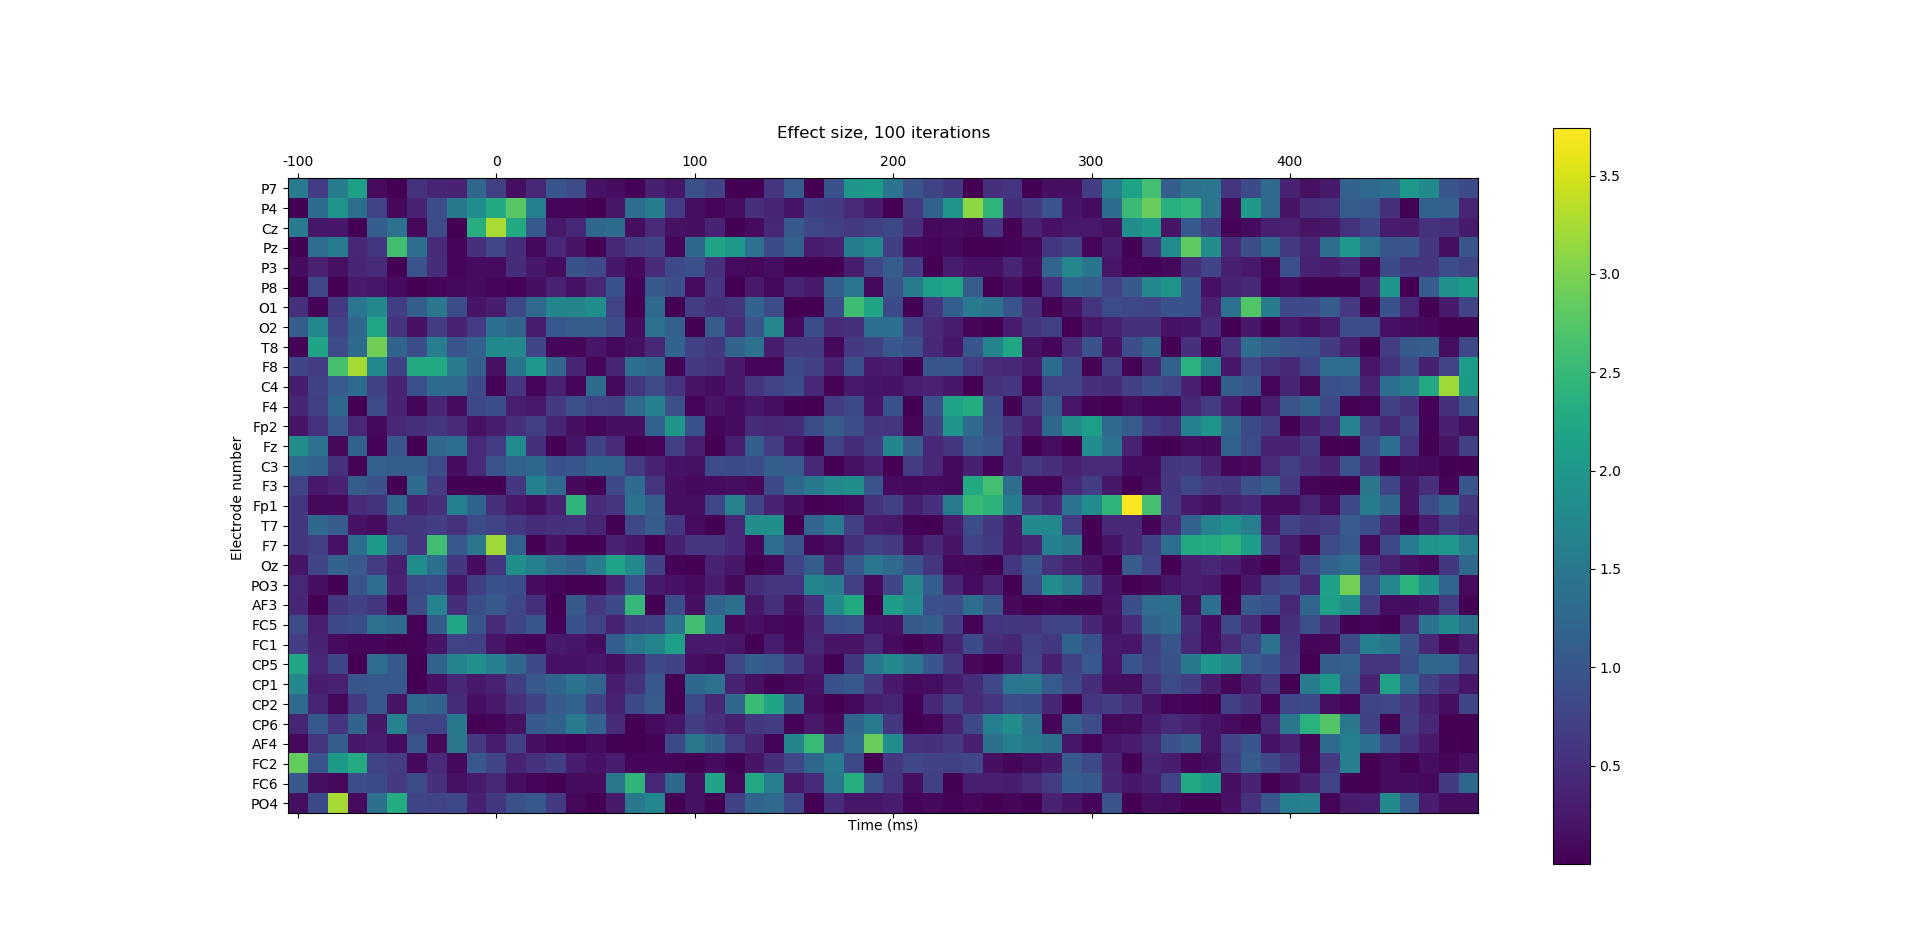 Effect size, 100 iterations
-100 0 100 200 300 400
P7
P4
Cz
Pz
P3
P8
O1
O2
T8
F8
C4
F4
Fp2
Fz
C3
F3
Fp1
T7
F7
Oz
PO3
AF3
FC5
FC1
CP5
CP1
CP2
CP6
AF4
FC2
FC6
PO4
Electrode number
Time (ms)
3.5
3.0
2.5
2.0
1.5
1.0
0.5